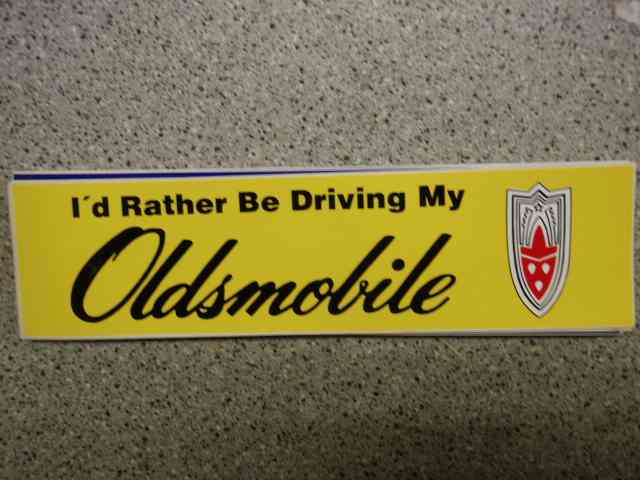 I´d Rather Be Driving My
Oldsmobile